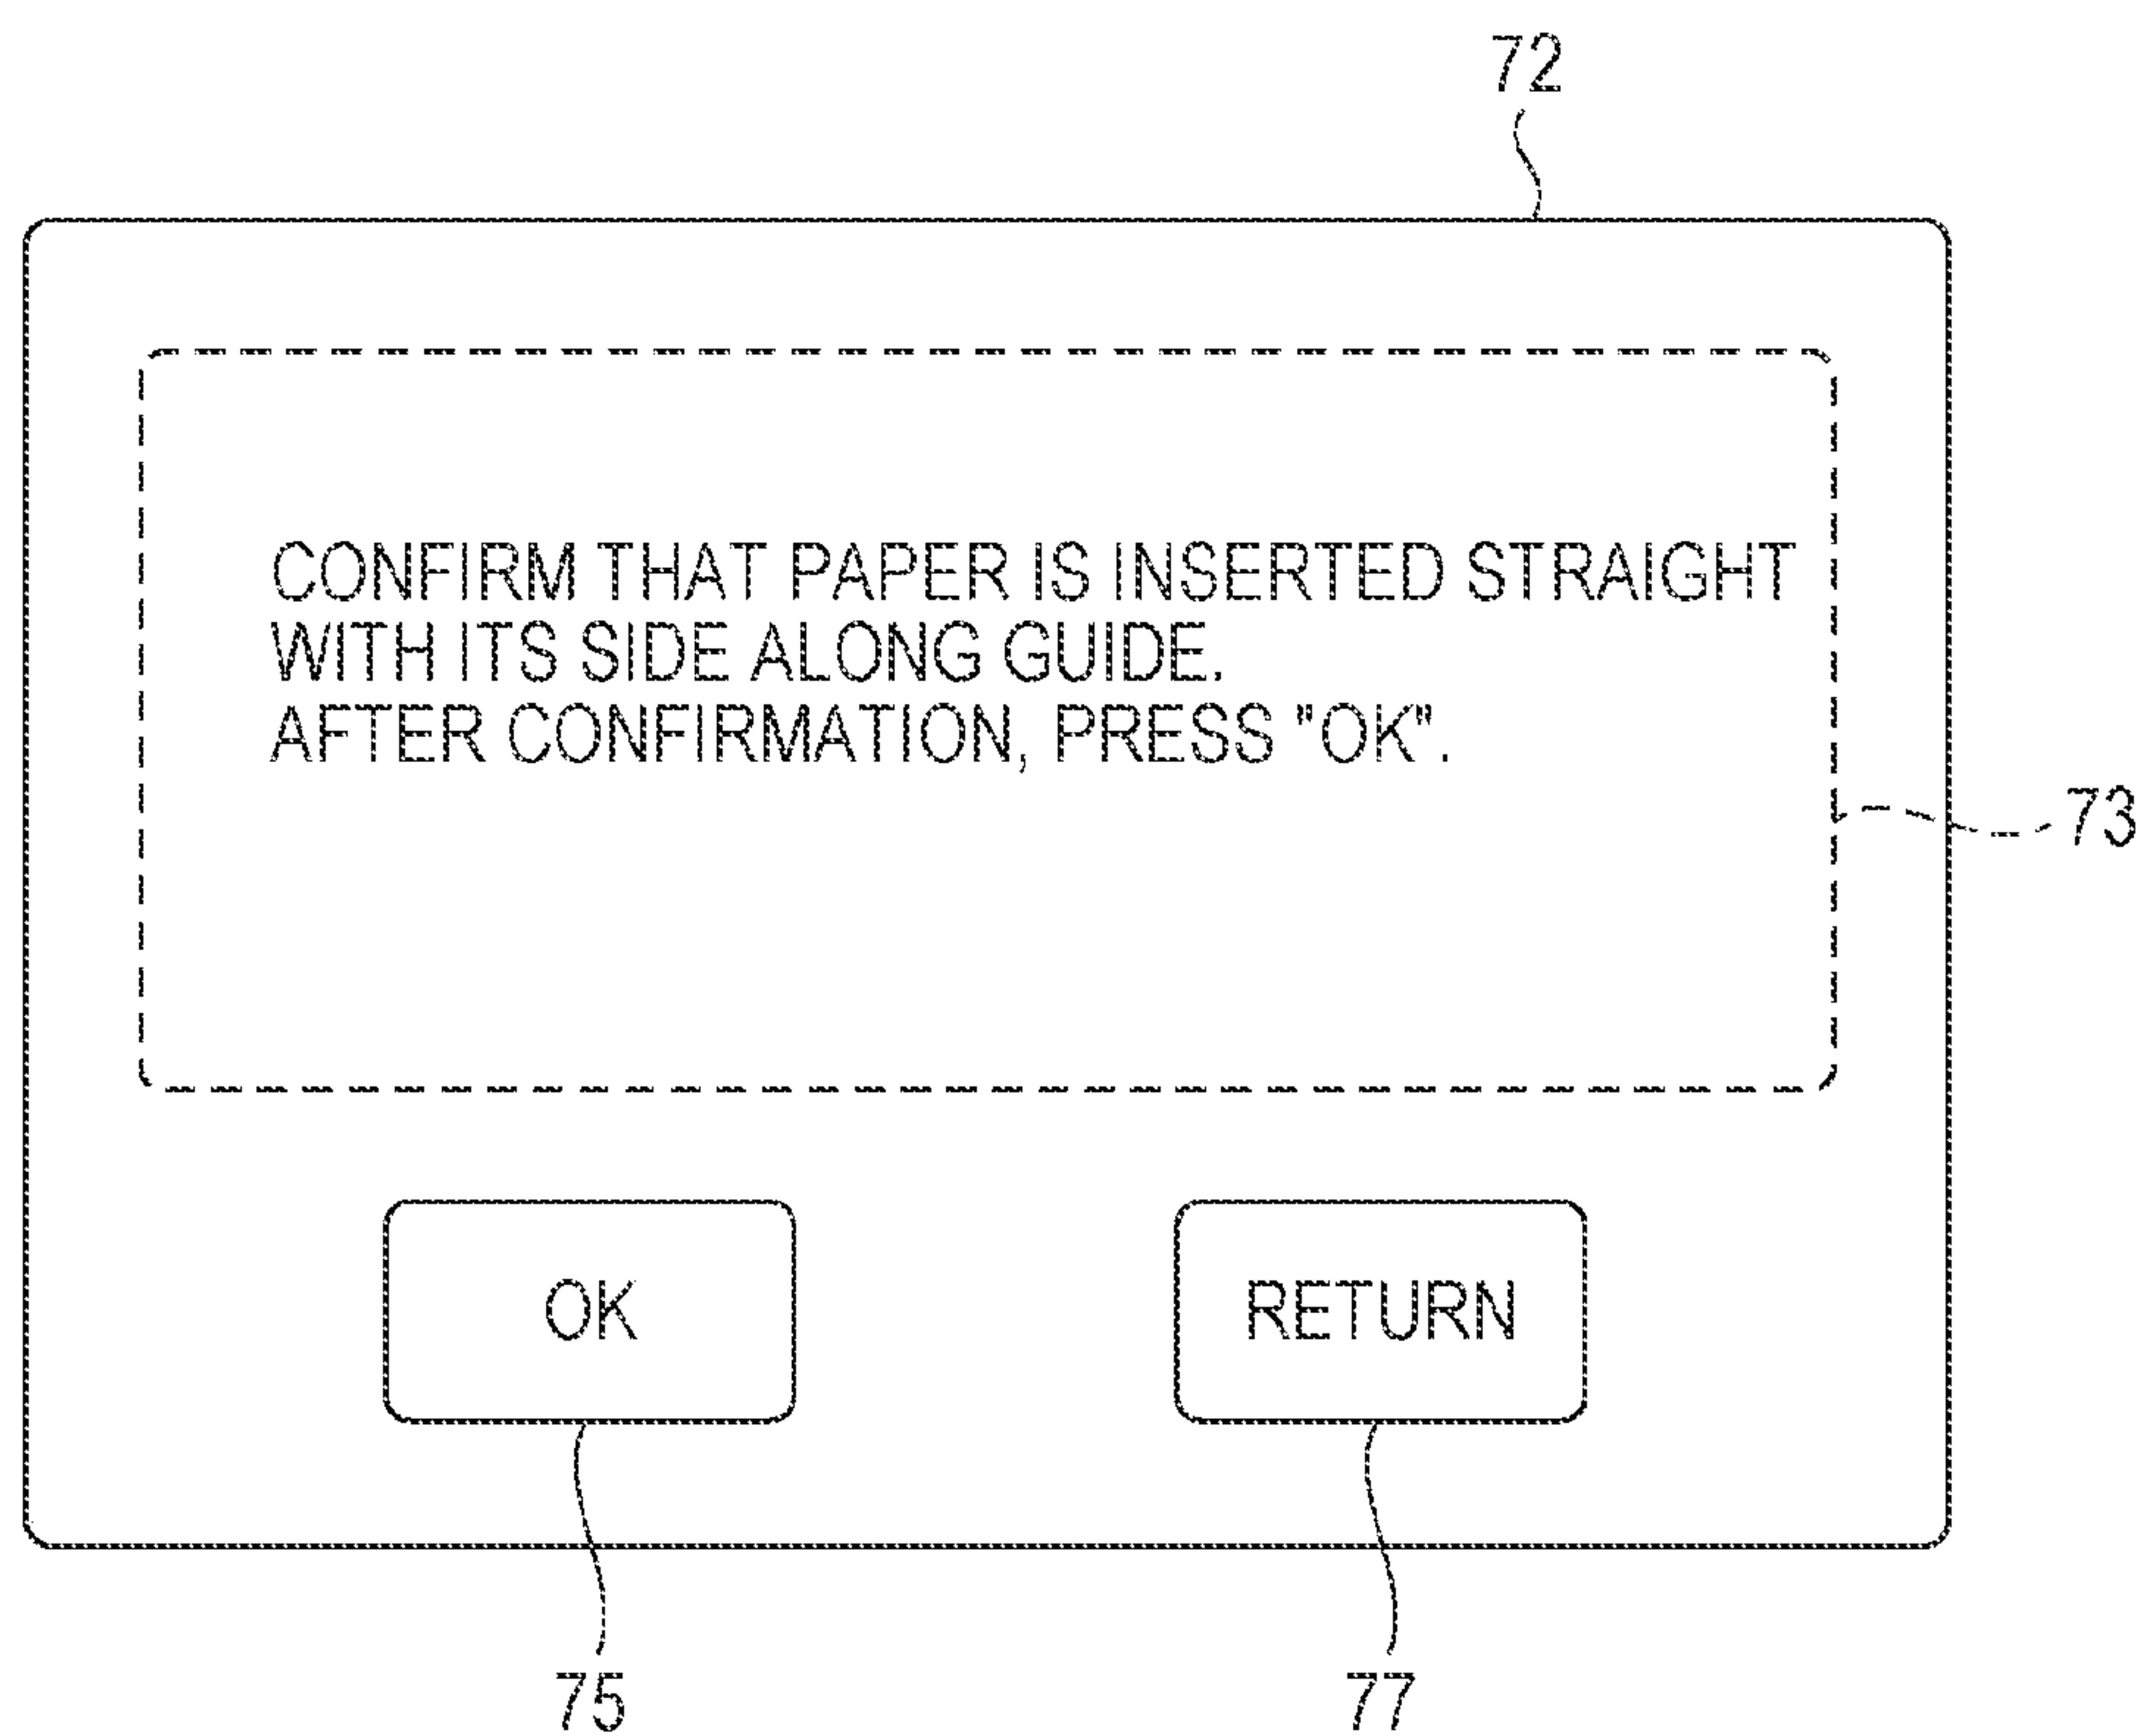 72
CONFIRM THAT PAPER IS INSERTED STRAIGHT
WITH ITS SIDE ALONG GUIDE.
AFTER CONFIRMATION, PRESS "OK".
73
OK
RETURN
75
77